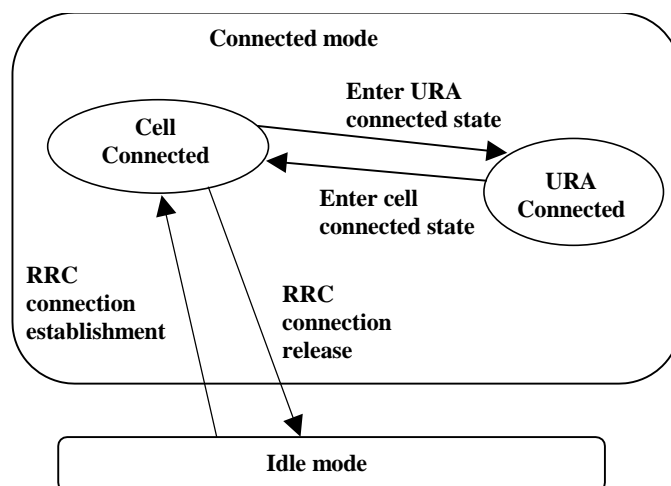 Connected mode
Enter URA
connected state
Cell
Connected
URA
Connected
Enter cell
connected state
RRC
connection
establishment
RRC
connection
release
Idle mode